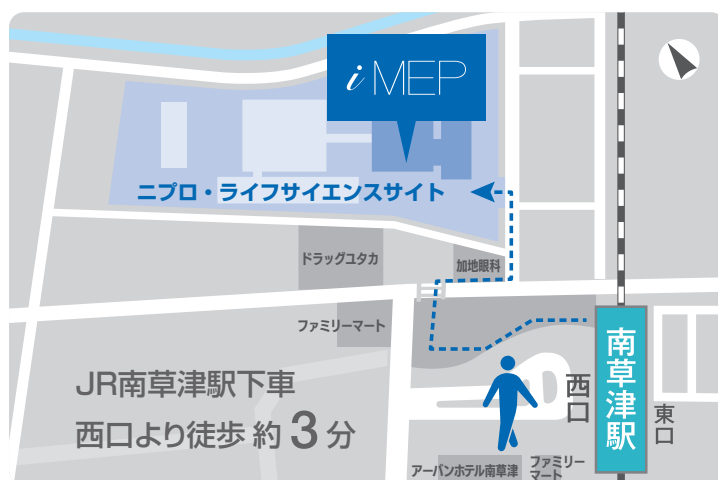 i MEP
ニプロ・ライフサイエンスサイト
ドラッグユタカ
加地眼科
ファミリーマート
JR南草津駅下車
西口より徒歩 約 3 分
西口
南草津駅
東口
アーバンホテル南草津
ファミリー
マート